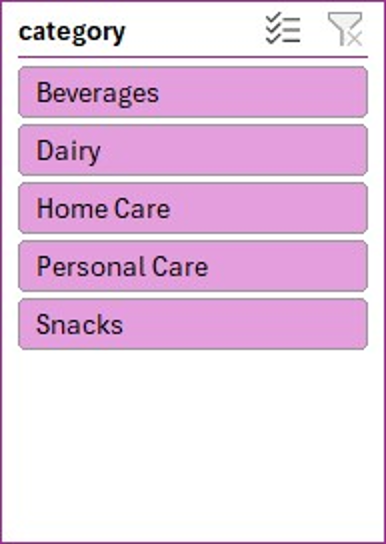 category
Beverages
Dairy
Home Care
Personal Care
Snacks